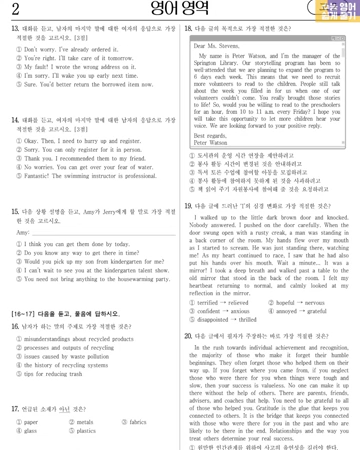 2
영어 영역
13. 대화를 듣고, 남자의 마지막 말에 대한 여자의 응답으로 가장
적절한 것을 고르시오. [3점]
① Don't worry. I've already ordered it.
② You're right. I'll take care of it tomorrow.
③ My fault! I wrote the wrong address on it.
④ I'm sorry. I'll wake you up early next time.
⑤ Sure. You'd better return the borrowed item now.
14. 대화를 듣고, 여자의 마지막 말에 대한 남자의 응답으로 가장
적절한 것을 고르시오. [3점]
① Okay. Then, I need to hurry up and register.
② Sorry. You can only register for it in person.
③ Thank you. I recommended them to my friend.
④ No worries. You can get over your fear of water.
⑤ Fantastic! The swimming instructor is professional.
15. 다음 상황 설명을 듣고, Amy가 Jerry에게 할 말로 가장 적절
한 것을 고르시오.
Amy:
① I think you can get them done by today.
② Do you know any way to get there in time?
③ Would you pick up my son from kindergarten for me?
④ I can't wait to see you at the kindergarten talent show.
⑤ You need not bring anything to the housewarming party.
[16~17] 다음을 듣고, 물음에 답하시오.
16. 남자가 하는 말의 주제로 가장 적절한 것은?
① misunderstandings about recycled products
② processes and outputs of recycling
③ issues caused by waste pollution
④ the history of recycling systems
⑤ tips for reducing trash
17. 언급된 소재가 아닌 것은?
① paper ② metals ③ fabrics
④ glass ⑤ plastics
18. 다음 글의 목적으로 가장 적절한 것은?
Dear Ms. Stevens,
My name is Peter Watson, and I'm the manager of the
Springton Library. Our storytelling program has been so
well-attended that we are planning to expand the program to
6 days each week. This means that we need to recruit
more volunteers to read to the children. People still talk
about the week you filled in for us when one of our
volunteers couldn't come. You really brought those stories
to life! So, would you be willing to read to the preschoolers
for an hour, from 10 to 11 a.m. every Friday? I hope you
will take this opportunity to let more children hear your
voice. We are looking forward to your positive reply.
Best regards,
Peter Watson
① 도서관의 운영 시간 연장을 제안하려고
② 봉사 활동 시간이 변경된 것을 안내하려고
③ 독서 토론 수업에 참여할 아동을 모집하려고
④ 봉사 활동에 참여하지 못하게 된 것을 사과하려고
⑤ 책 읽어 주기 자원봉사에 참여해 줄 것을 요청하려고
19. 다음 글에 드러난 'I'의 심경 변화로 가장 적절한 것은?
I walked up to the little dark brown door and knocked.
Nobody answered. I pushed on the door carefully. When the
door swung open with a rusty creak, a man was standing in
a back corner of the room. My hands flew over my mouth
as I started to scream. He was just standing there, watching
me! As my heart continued to race, I saw that he had also
put his hands over his mouth. Wait a minute... It was a
mirror! I took a deep breath and walked past a table to the
old mirror that stood in the back of the room. I felt my
heartbeat returning to normal, and calmly looked at my
reflection in the mirror.
① terrified → relieved ② hopeful → nervous
③ confident → anxious ④ annoyed → grateful
⑤ disappointed → thrilled
20. 다음 글에서 필자가 주장하는 바로 가장 적절한 것은?
In the rush towards individual achievement and recognition,
the majority of those who make it forget their humble
beginnings. They often forget those who helped them on their
way up. If you forget where you came from, if you neglect
those who were there for you when things were tough and
slow, then your success is valueless. No one can make it up
there without the help of others. There are parents, friends,
advisers, and coaches that help. You need to be grateful to all
of those who helped you. Gratitude is the glue that keeps you
connected to others. It is the bridge that keeps you connected
with those who were there for you in the past and who are
likely to be there in the end. Relationships and the way you
treat others determine your real success.
① 원만한 인간관계를 위하여 사고의 유연성을 길러야 한다.